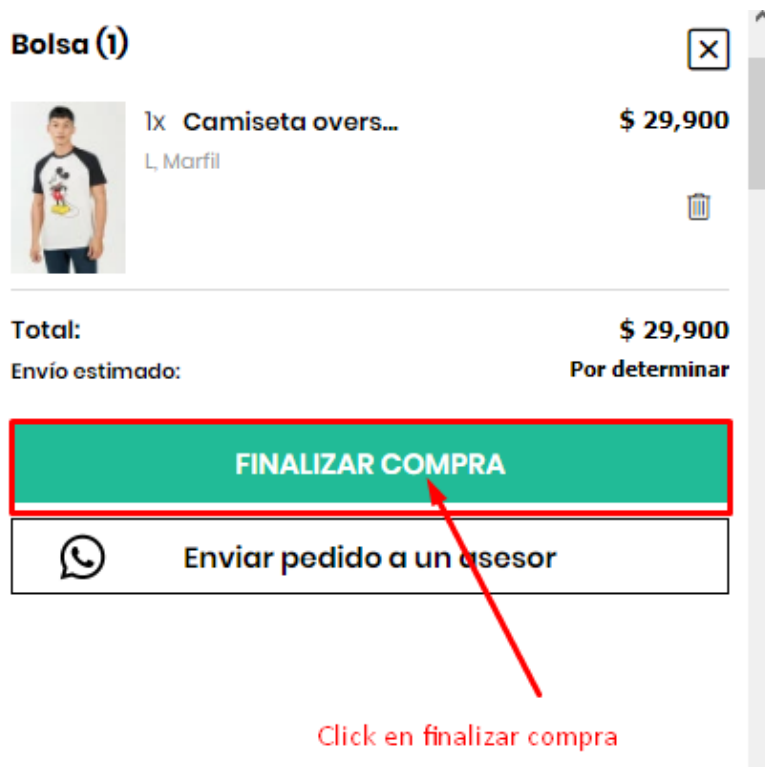 Bolsa (1)
1x Camiseta overs... $ 29,900
L, Marfil
Total: $ 29,900
Envío estimado: Por determinar
FINALIZAR COMPRA
Enviar pedido a un asesor
Click en finalizar compra